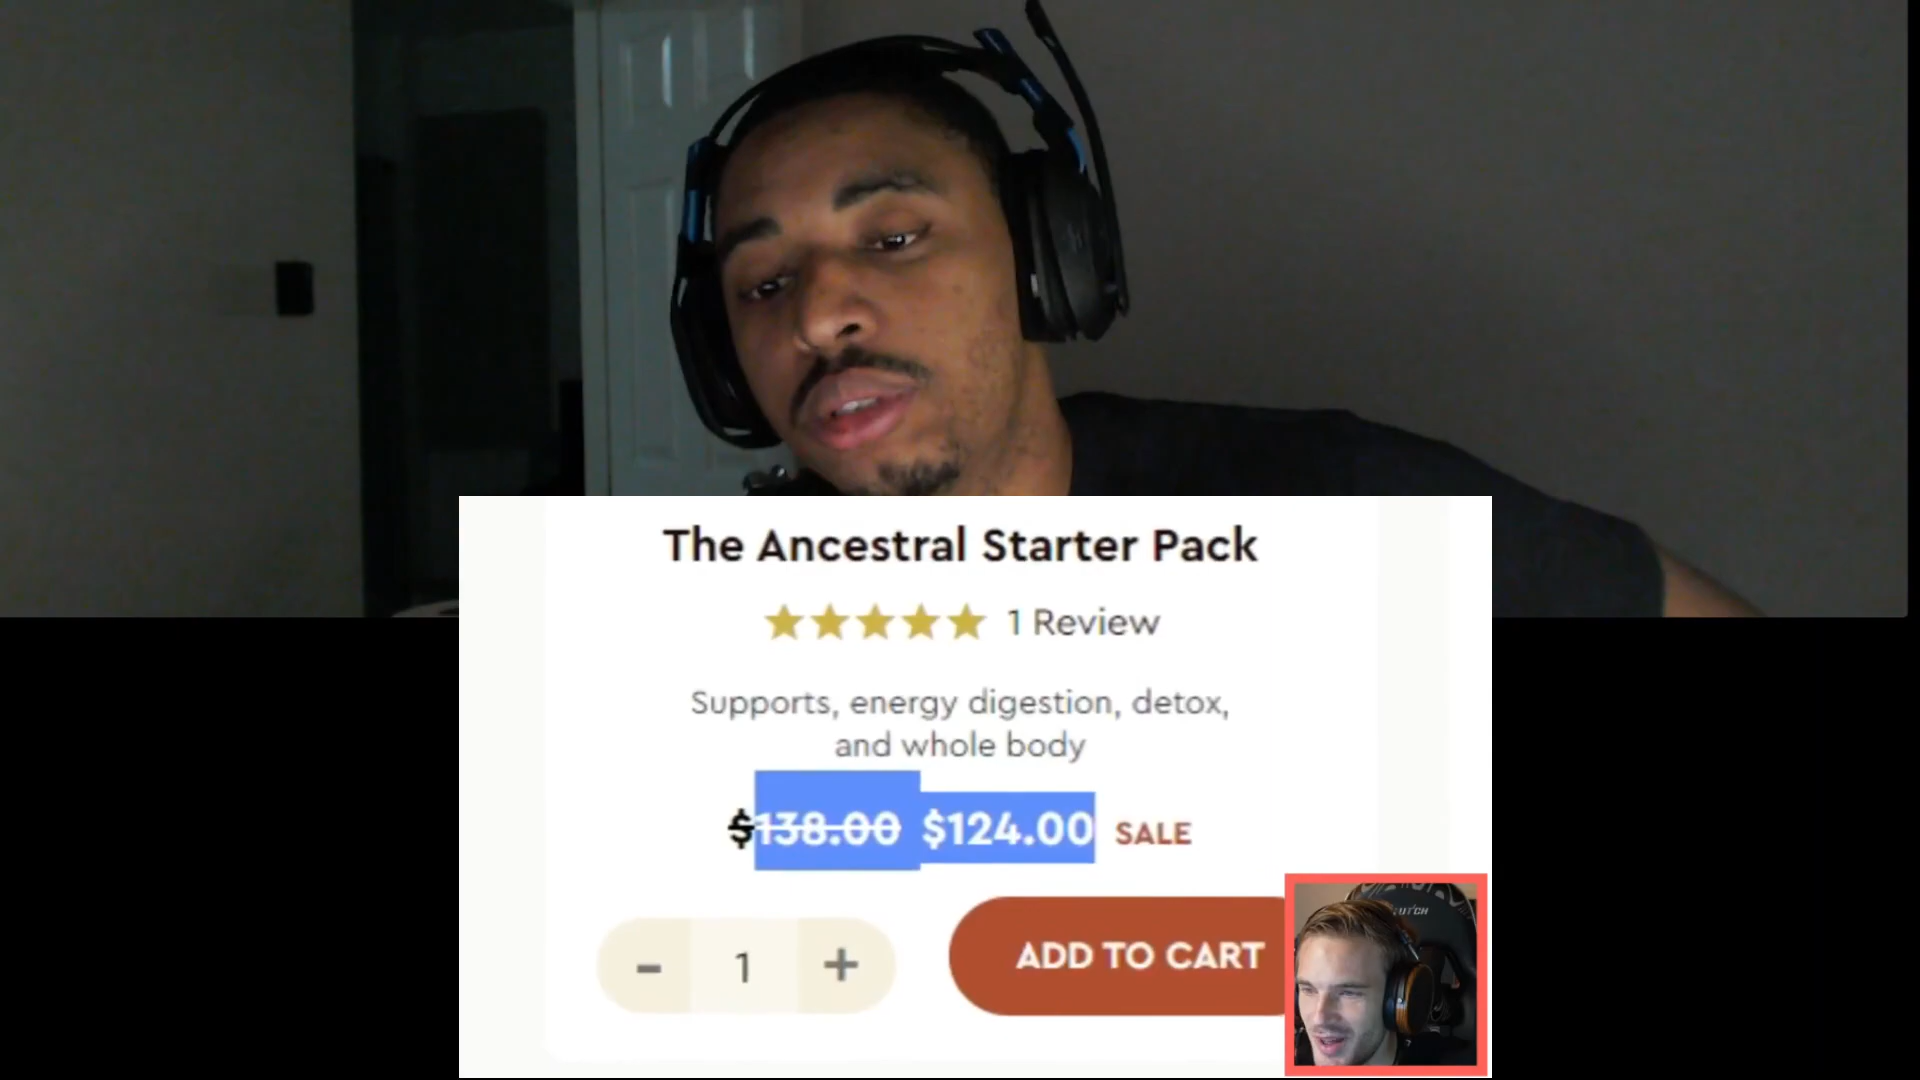 The Ancestral Starter Pack
1 Review
Supports, energy digestion, detox,
and whole body
$138.00 $124.00 SALE
- 1 +
ADD TO CART